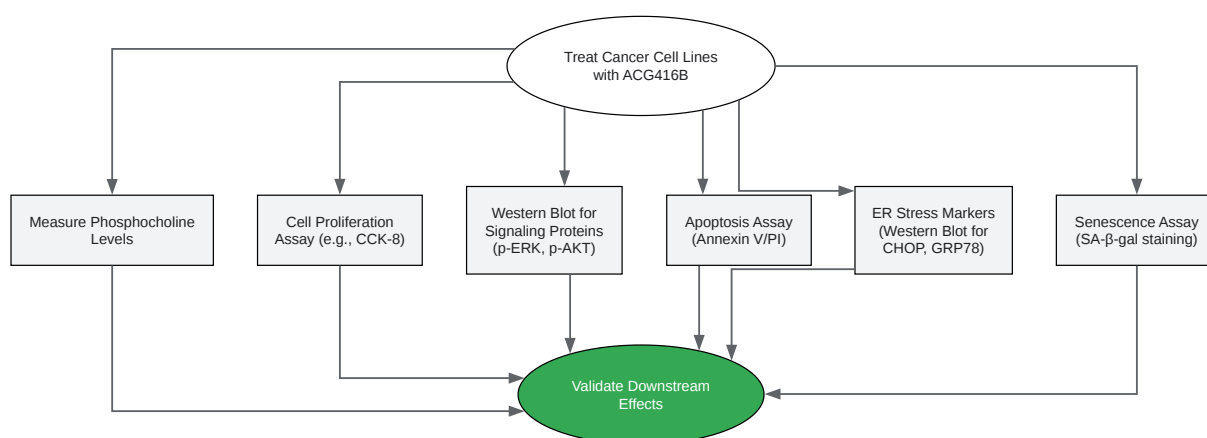 Treat Cancer Cell Lines
with ACG416B
Measure Phosphocholine
Levels
Cell Proliferation
Assay (e.g., CCK-8)
Western Blot for
Signaling Proteins
(p-ERK, p-AKT)
Apoptosis Assay
(Annexin V/PI)
ER Stress Markers
(Western Blot for
CHOP, GRP78)
Senescence Assay
(SA-β-gal staining)
Validate Downstream
Effects